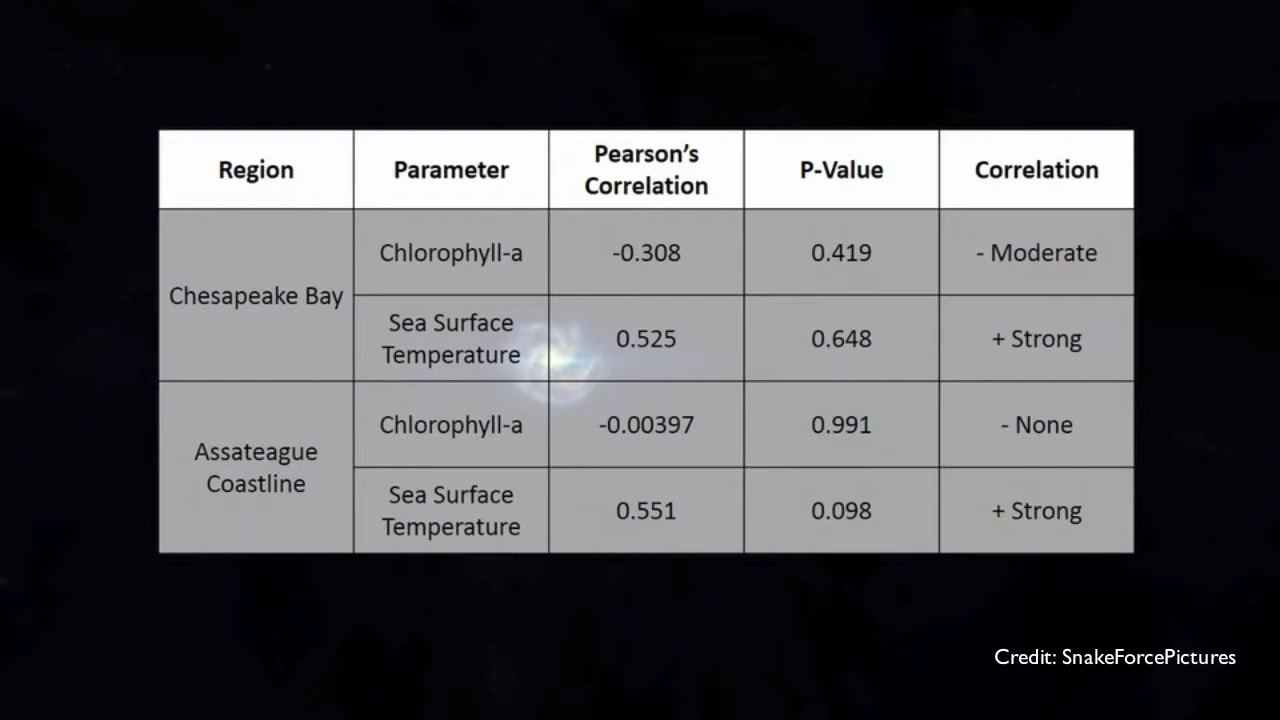 Region
Parameter
Pearson’s
Correlation
P-Value
Correlation
Chesapeake Bay
Chlorophyll-a
-0.308
0.419
- Moderate
Sea Surface
Temperature
0.525
0.648
+ Strong
Assateague
Coastline
Chlorophyll-a
-0.00397
0.991
- None
Sea Surface
Temperature
0.551
0.098
+ Strong
Credit: SnakeForcePictures